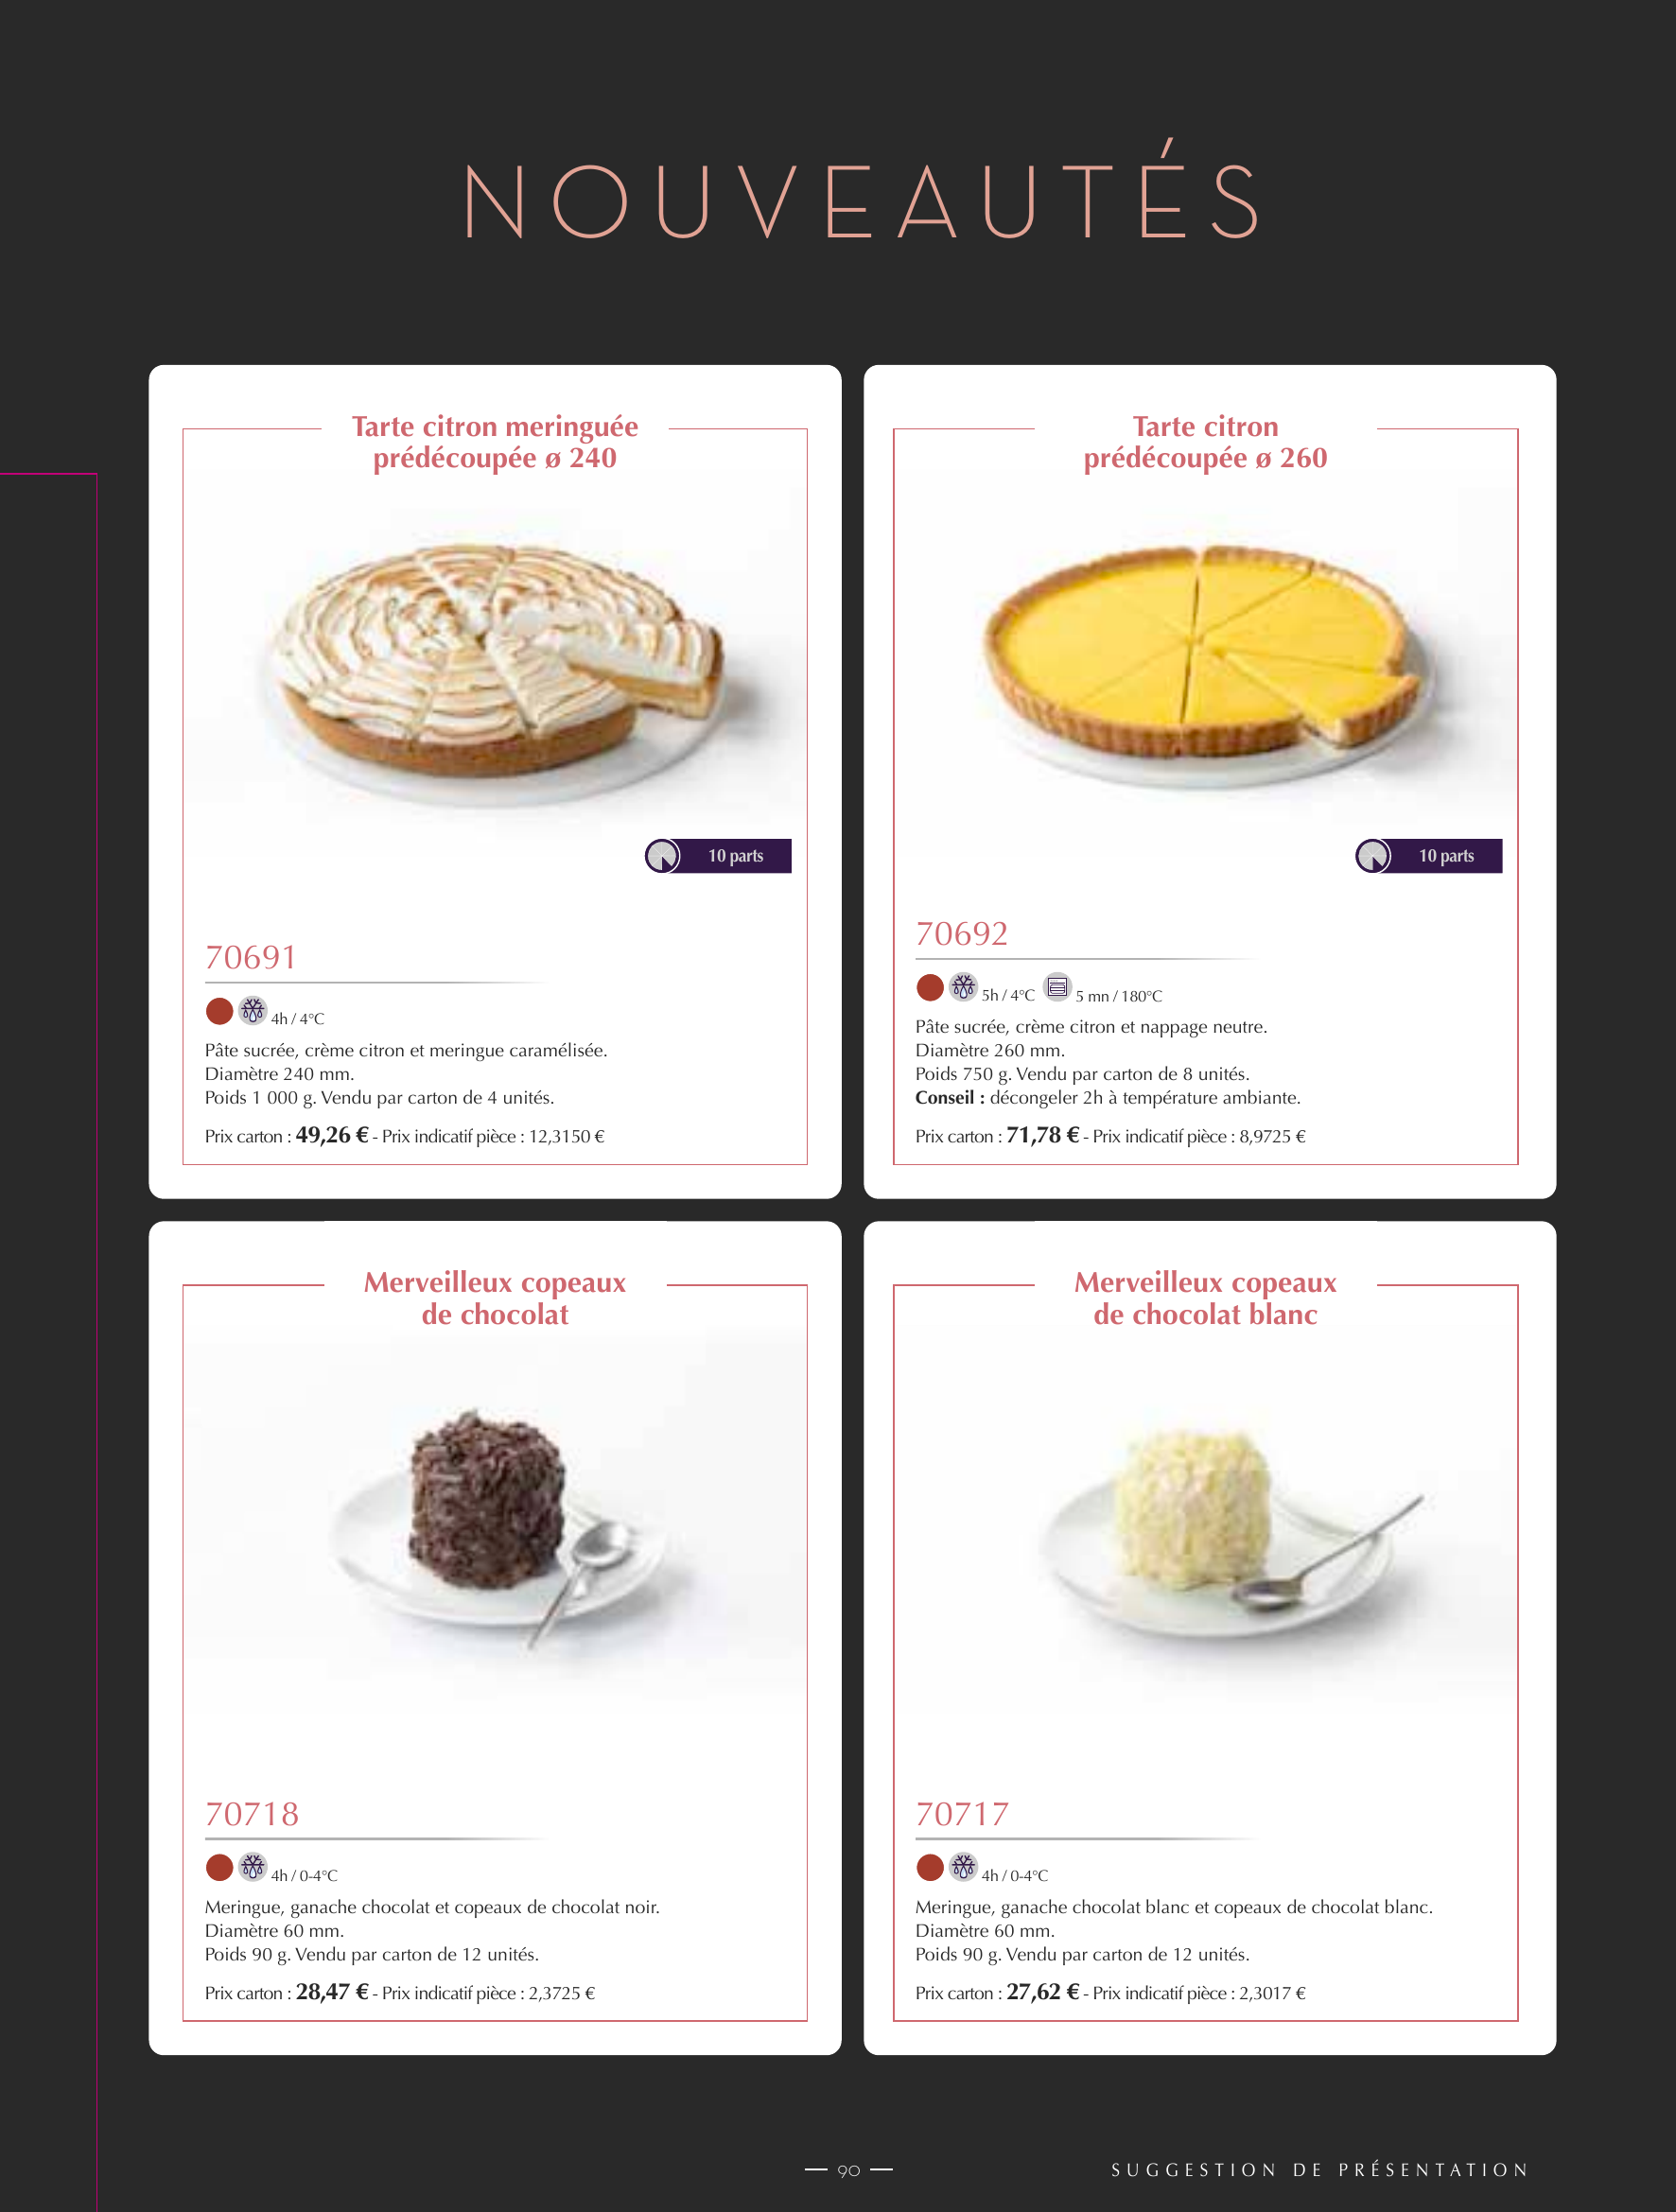 NOUVEAUTÉS
Tarte citron meringuée
prédécoupée ø 240
10 parts
70691
4h / 4°C
Pâte sucrée, crème citron et meringue caramélisée.
Diamètre 240 mm.
Poids 1 000 g. Vendu par carton de 4 unités.
Prix carton : 49,26 € - Prix indicatif pièce : 12,3150 €
Tarte citron
prédécoupée ø 260
10 parts
70692
5h / 4°C 5 mn / 180°C
Pâte sucrée, crème citron et nappage neutre.
Diamètre 260 mm.
Poids 750 g. Vendu par carton de 8 unités.
Conseil : décongeler 2h à température ambiante.
Prix carton : 71,78 € - Prix indicatif pièce : 8,9725 €
Merveilleux copeaux
de chocolat
70718
4h / 0-4°C
Meringue, ganache chocolat et copeaux de chocolat noir.
Diamètre 60 mm.
Poids 90 g. Vendu par carton de 12 unités.
Prix carton : 28,47 € - Prix indicatif pièce : 2,3725 €
Merveilleux copeaux
de chocolat blanc
70717
4h / 0-4°C
Meringue, ganache chocolat blanc et copeaux de chocolat blanc.
Diamètre 60 mm.
Poids 90 g. Vendu par carton de 12 unités.
Prix carton : 27,62 € - Prix indicatif pièce : 2,3017 €
— 90 —
SUGGESTION DE PRÉSENTATION